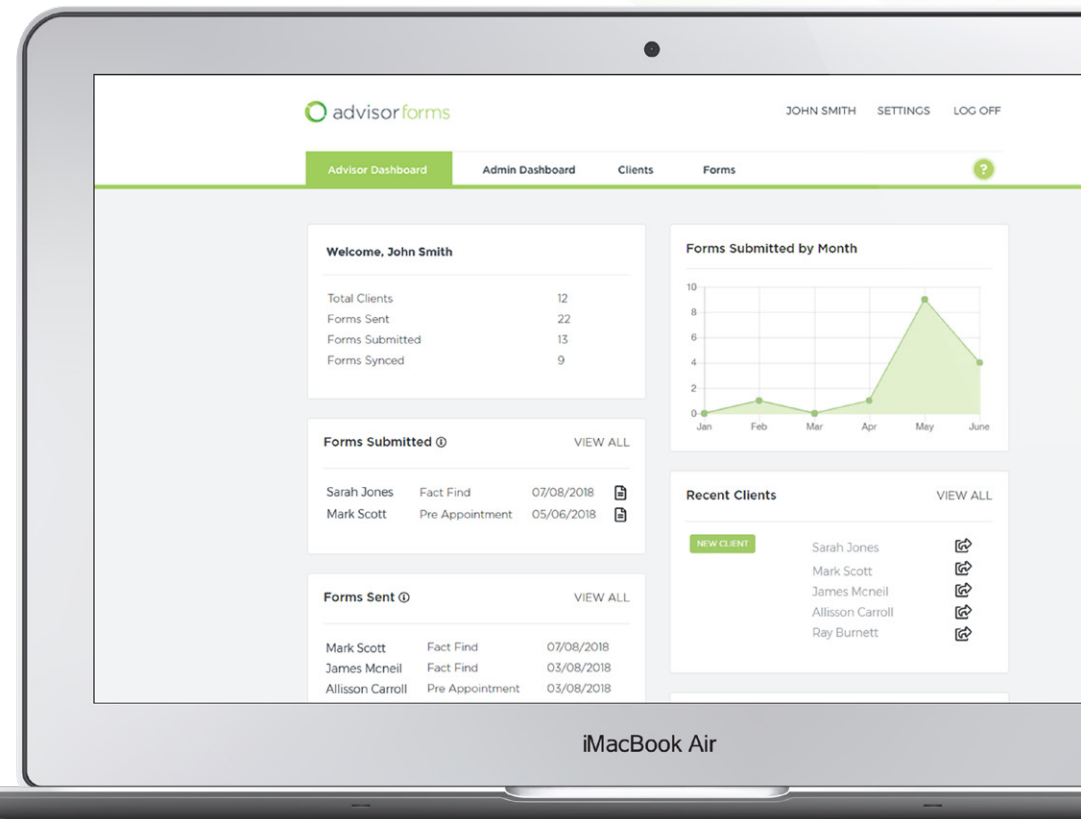 advisorforms
JOHN SMITH SETTINGS LOG OFF
Advisor Dashboard Admin Dashboard Clients Forms ?
Welcome, John Smith
Total Clients 12
Forms Sent 22
Forms Submitted 13
Forms Synced 9
Forms Submitted VIEW ALL
Sarah Jones Fact Find 07/08/2018
Mark Scott Pre Appointment 05/06/2018
Forms Sent VIEW ALL
Mark Scott Fact Find 07/08/2018
James Mcneil Fact Find 03/08/2018
Allisson Carroll Pre Appointment 03/08/2018
Forms Submitted by Month
10
8
6
4
2
0
Jan Feb Mar Apr May June
Recent Clients VIEW ALL
NEW CLIENT Sarah Jones
Mark Scott
James Mcneil
Allisson Carroll
Ray Burnett
iMacBook Air